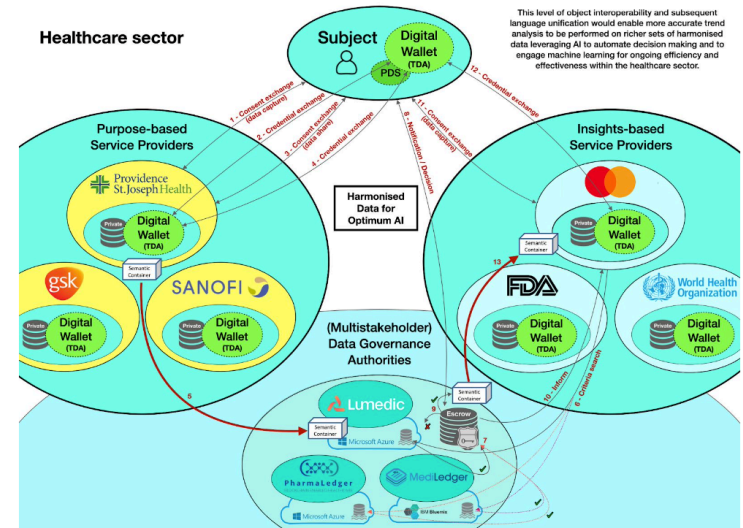 Healthcare sector
This level of object interoperability and subsequent
language unification would enable more accurate trend
analysis to be performed on richer sets of harmonised
data leveraging AI to automate decision making and to
engage machine learning for ongoing efficiency and
effectiveness within the healthcare sector.
Subject
Digital
Wallet
(TDA)
PDS
1 - Consent exchange
(data capture)
2 - Credential exchange
3 - Consent exchange
(data share)
4 - Credential exchange
8 - Notification / Decision
11 - Consent exchange
(data capture)
12 - Credential exchange
Purpose-based
Service Providers
Providence
St.Joseph Health
Private
Digital
Wallet
(TDA)
Semantic
Container
gsk
Private
Digital
Wallet
(TDA)
SANOFI
Private
Digital
Wallet
(TDA)
Harmonised
Data for
Optimum AI
Insights-based
Service Providers
Private
Digital
Wallet
(TDA)
Semantic
Container
13
FDA
Private
Digital
Wallet
(TDA)
World Health
Organization
Private
Digital
Wallet
(TDA)
(Multistakeholder)
Data Governance
Authorities
5
10 - Inform
6 - Criteria search
Lumedic
Semantic
Container
Microsoft Azure
Semantic
Container
9
Escrow
7
PharmaLedger
Microsoft Azure
MediLedger
IBM Bluemix